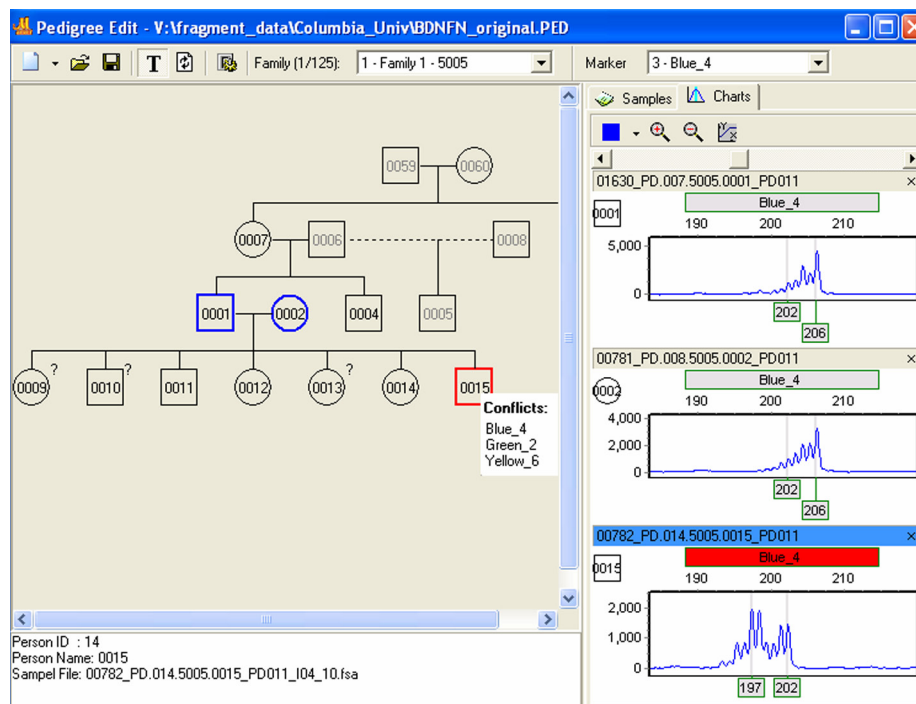 Pedigree Edit - V:\fragment_data\Columbia_Univ\BDNFN_original.PED
T
Family (1/125):
1 - Family 1 - 5005
Marker
3 - Blue_4
Samples
Charts
0059
0060
0007
0006
0008
0001
0002
0004
0005
0009
?
0010
?
0011
0012
0013
?
0014
0015
Conflicts:
Blue_4
Green_2
Yellow_6
01630_PD.007.5005.0001_PD011
×
0001
Blue_4
190 200 210
5,000
0
202
206
00781_PD.008.5005.0002_PD011
×
0002
Blue_4
190 200 210
4,000
2,000
0
202
206
00782_PD.014.5005.0015_PD011
×
0015
Blue_4
190 200 210
2,000
1,000
0
197
202
Person ID : 14
Person Name: 0015
Sampel File: 00782_PD.014.5005.0015_PD011_I04_10.fsa